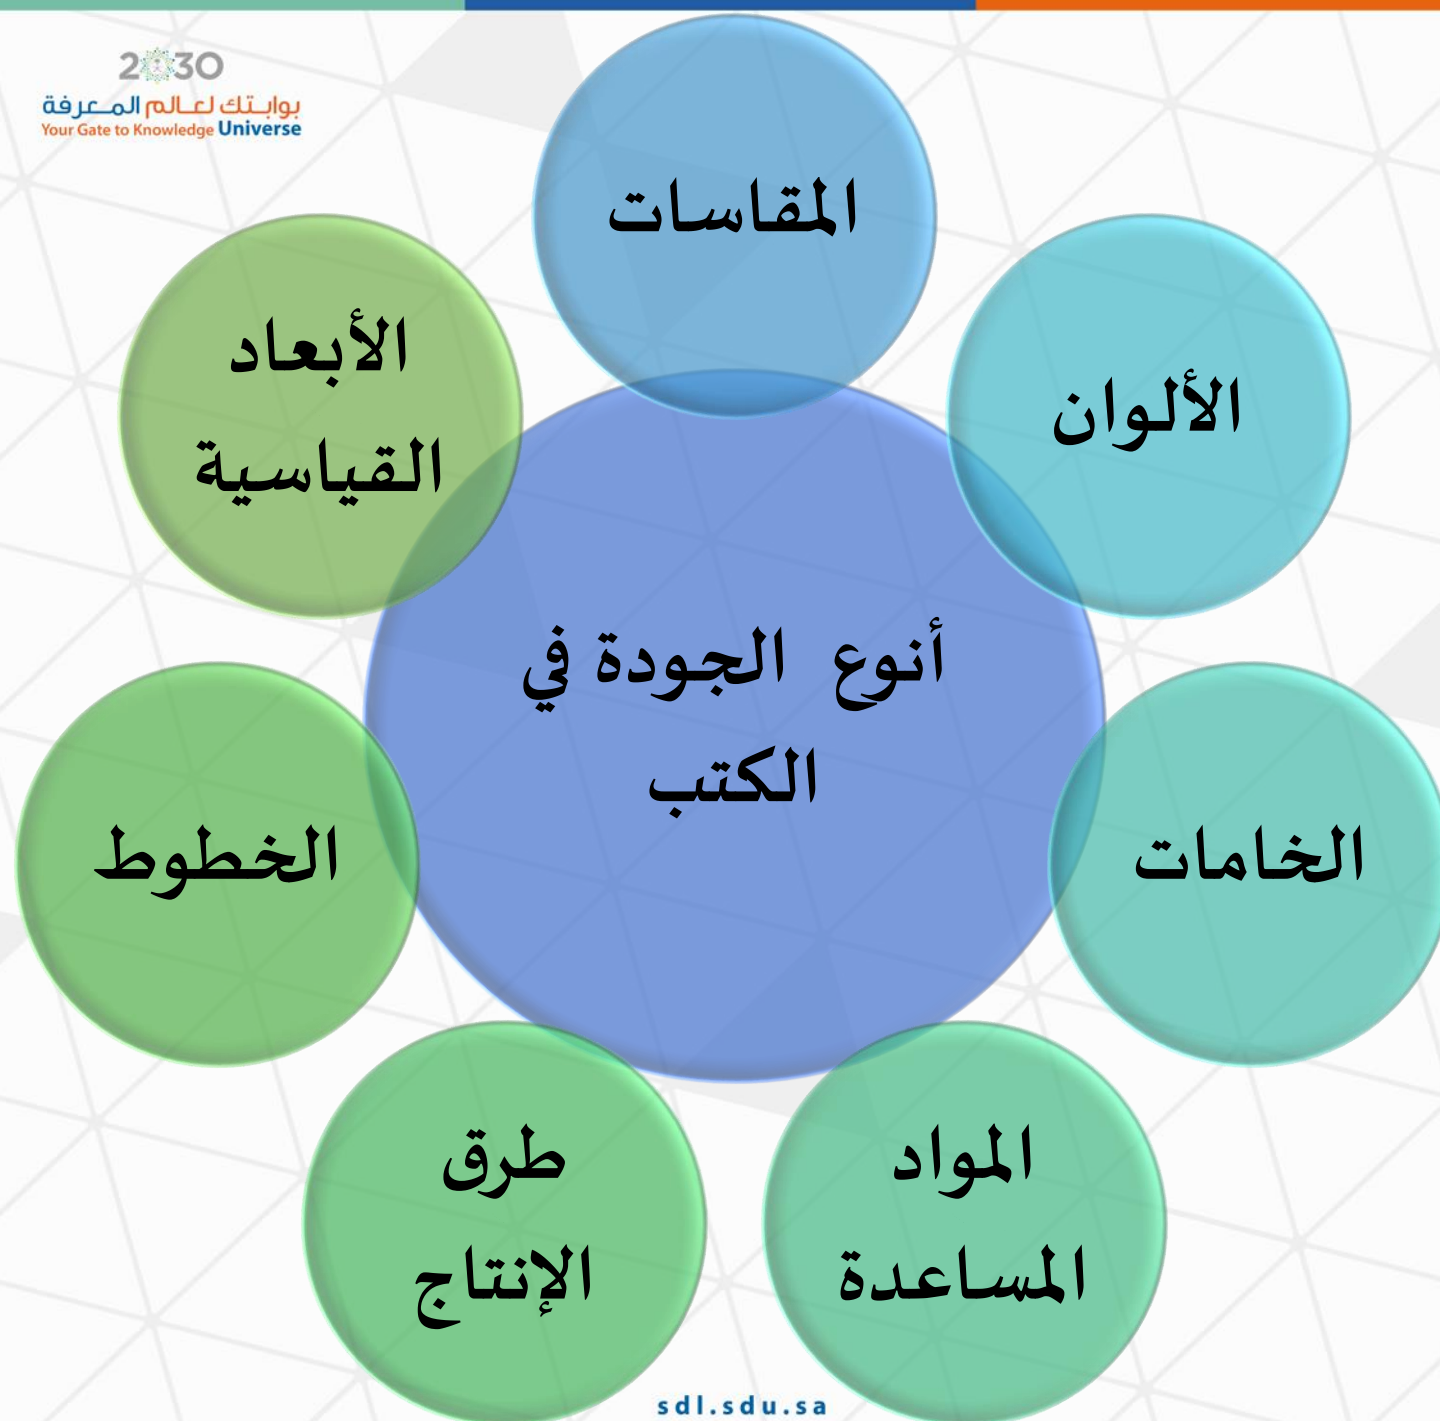 2030
بوابتك لعالم المعرفة
Your Gate to Knowledge Universe
المقاسات
الألوان
الخامات
المواد
المساعدة
طرق
الإنتاج
الخطوط
الأبعاد
القياسية
أنوع الجودة في
الكتب
sdl.sdu.sa